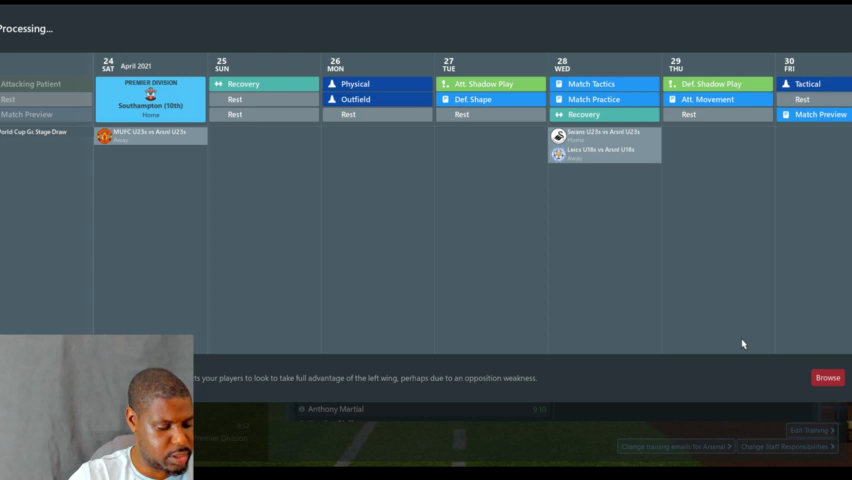 Processing...
24
SAT
April 2021
25
SUN
26
MON
27
TUE
28
WED
29
THU
30
FRI
Attacking Patient
Rest
Match Preview
World Cup Gr. Stage Draw
PREMIER DIVISION
Southampton (10th)
Home
MUFC U23s vs Arsnl U23s
Away
Recovery
Rest
Rest
Physical
Outfield
Rest
Att. Shadow Play
Def. Shape
Rest
Match Tactics
Match Practice
Recovery
Swans U23s vs Arsnl U23s
Home
Leics U18s vs Arsnl U18s
Away
Def. Shadow Play
Att. Movement
Rest
Tactical
Rest
Match Preview
ts your players to look to take full advantage of the left wing, perhaps due to an opposition weakness.
Browse
Anthony Martial
Premier Division
Edit Training
Change training emails for Arsenal
Change Staff Responsibilities